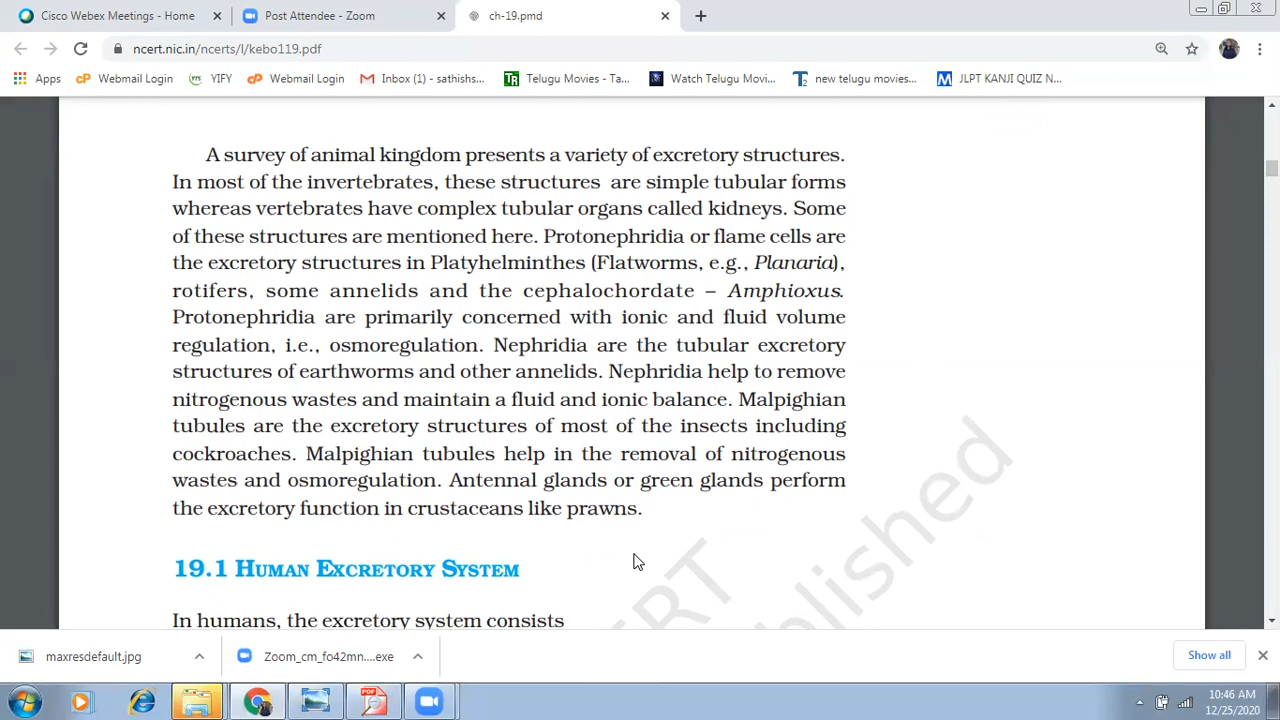 Cisco Webex Meetings - Home
Post Attendee - Zoom
ch-19.pmd
ncert.nic.in/ncerts/l/kebo119.pdf
Apps
cP Webmail Login
YIFY
cP Webmail Login
Inbox (1) - sathishs...
TR Telugu Movies - Ta...
Watch Telugu Movi...
T2 new telugu movies...
M JLPT KANJI QUIZ N...
A survey of animal kingdom presents a variety of excretory structures.
In most of the invertebrates, these structures are simple tubular forms
whereas vertebrates have complex tubular organs called kidneys. Some
of these structures are mentioned here. Protonephridia or flame cells are
the excretory structures in Platyhelminthes (Flatworms, e.g., Planaria),
rotifers, some annelids and the cephalochordate – Amphioxus.
Protonephridia are primarily concerned with ionic and fluid volume
regulation, i.e., osmoregulation. Nephridia are the tubular excretory
structures of earthworms and other annelids. Nephridia help to remove
nitrogenous wastes and maintain a fluid and ionic balance. Malpighian
tubules are the excretory structures of most of the insects including
cockroaches. Malpighian tubules help in the removal of nitrogenous
wastes and osmoregulation. Antennal glands or green glands perform
the excretory function in crustaceans like prawns.
19.1 HUMAN EXCRETORY SYSTEM
In humans, the excretory system consists
RT
blished
maxresdefault.jpg
Zoom_cm_fo42mn....exe
Show all
PDF
10:46 AM
12/25/2020